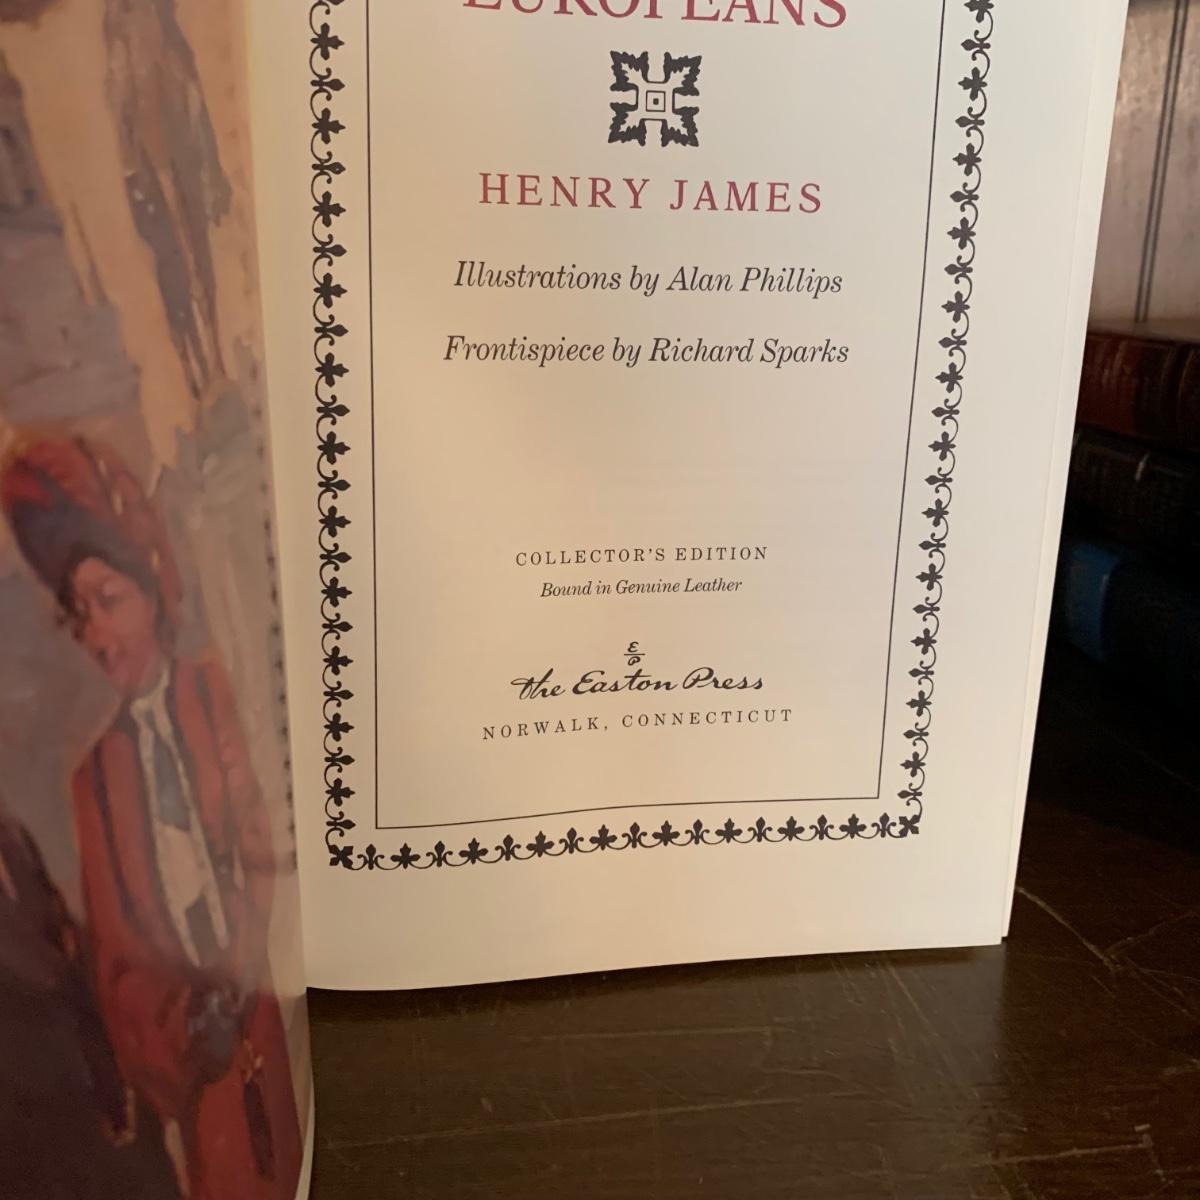 EUROPEANS
HENRY JAMES
Illustrations by Alan Phillips
Frontispiece by Richard Sparks
COLLECTOR'S EDITION
Bound in Genuine Leather
The Easton Press
NORWALK, CONNECTICUT